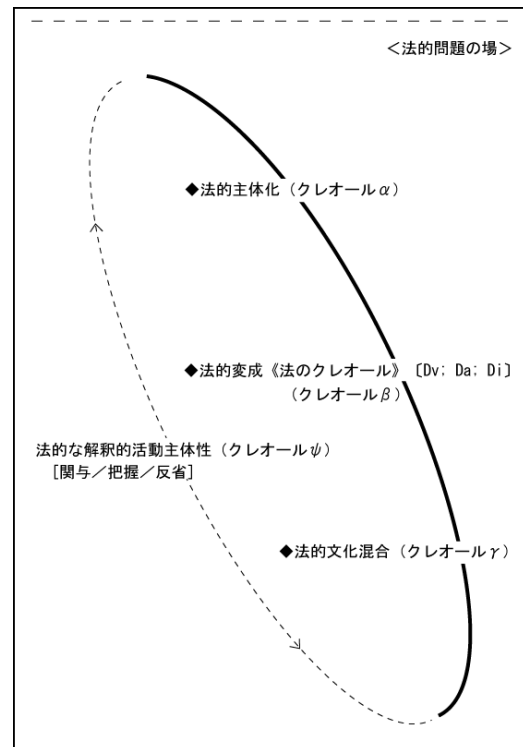 ＜法的問題の場＞
◆法的主体化（クレオールα）
◆法的変成《法のクレオール》〔Dv; Da; Di〕
（クレオールβ）
法的な解釈的活動主体性（クレオールψ）
［関与／把握／反省］
◆法的文化混合（クレオールγ）